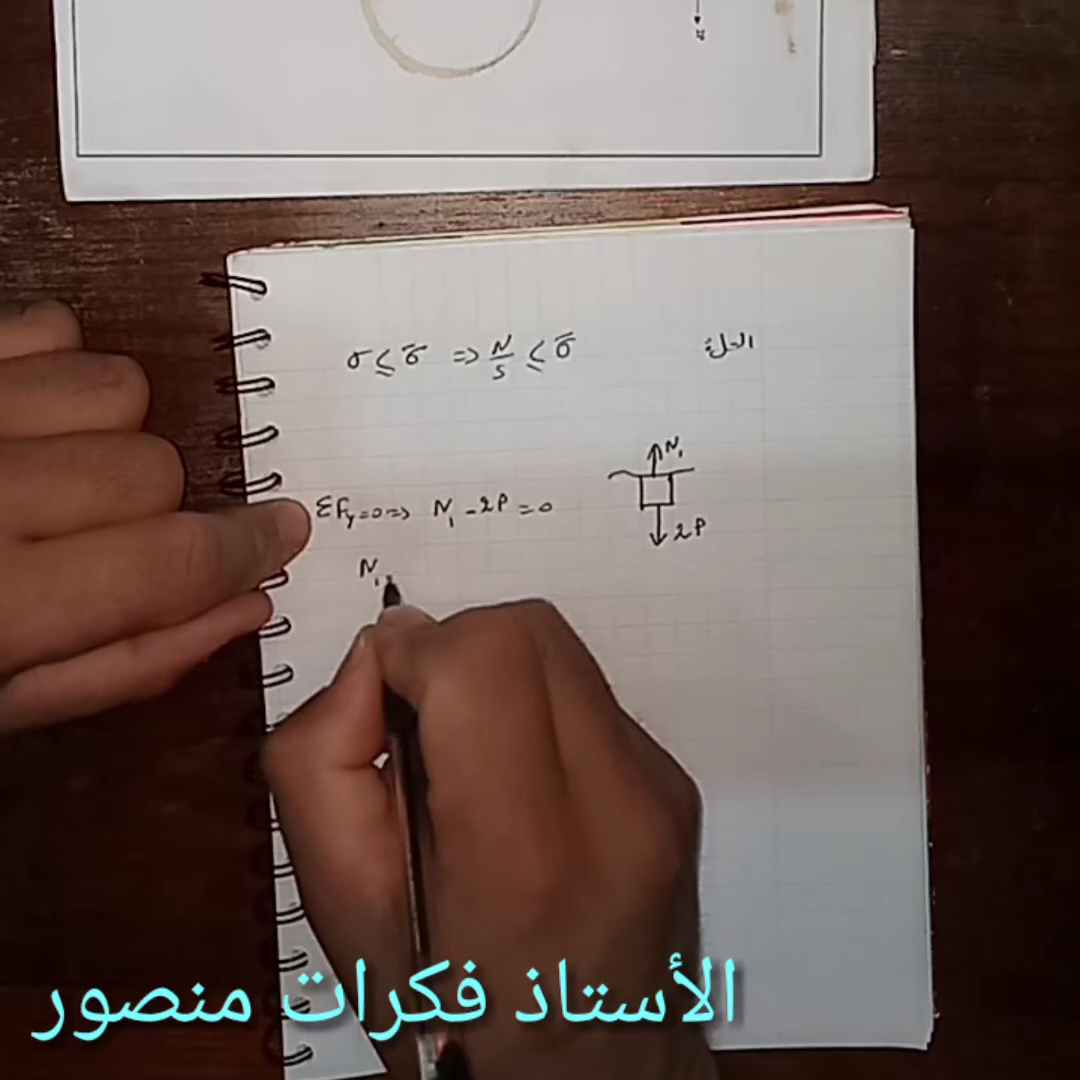 الحل:
σ ≤ σ̅ => N/S ≤ σ̅
N₁
ΣFy=0 => N₁ - 2P = 0
2P
N₁
الأستاذ فكرات منصور